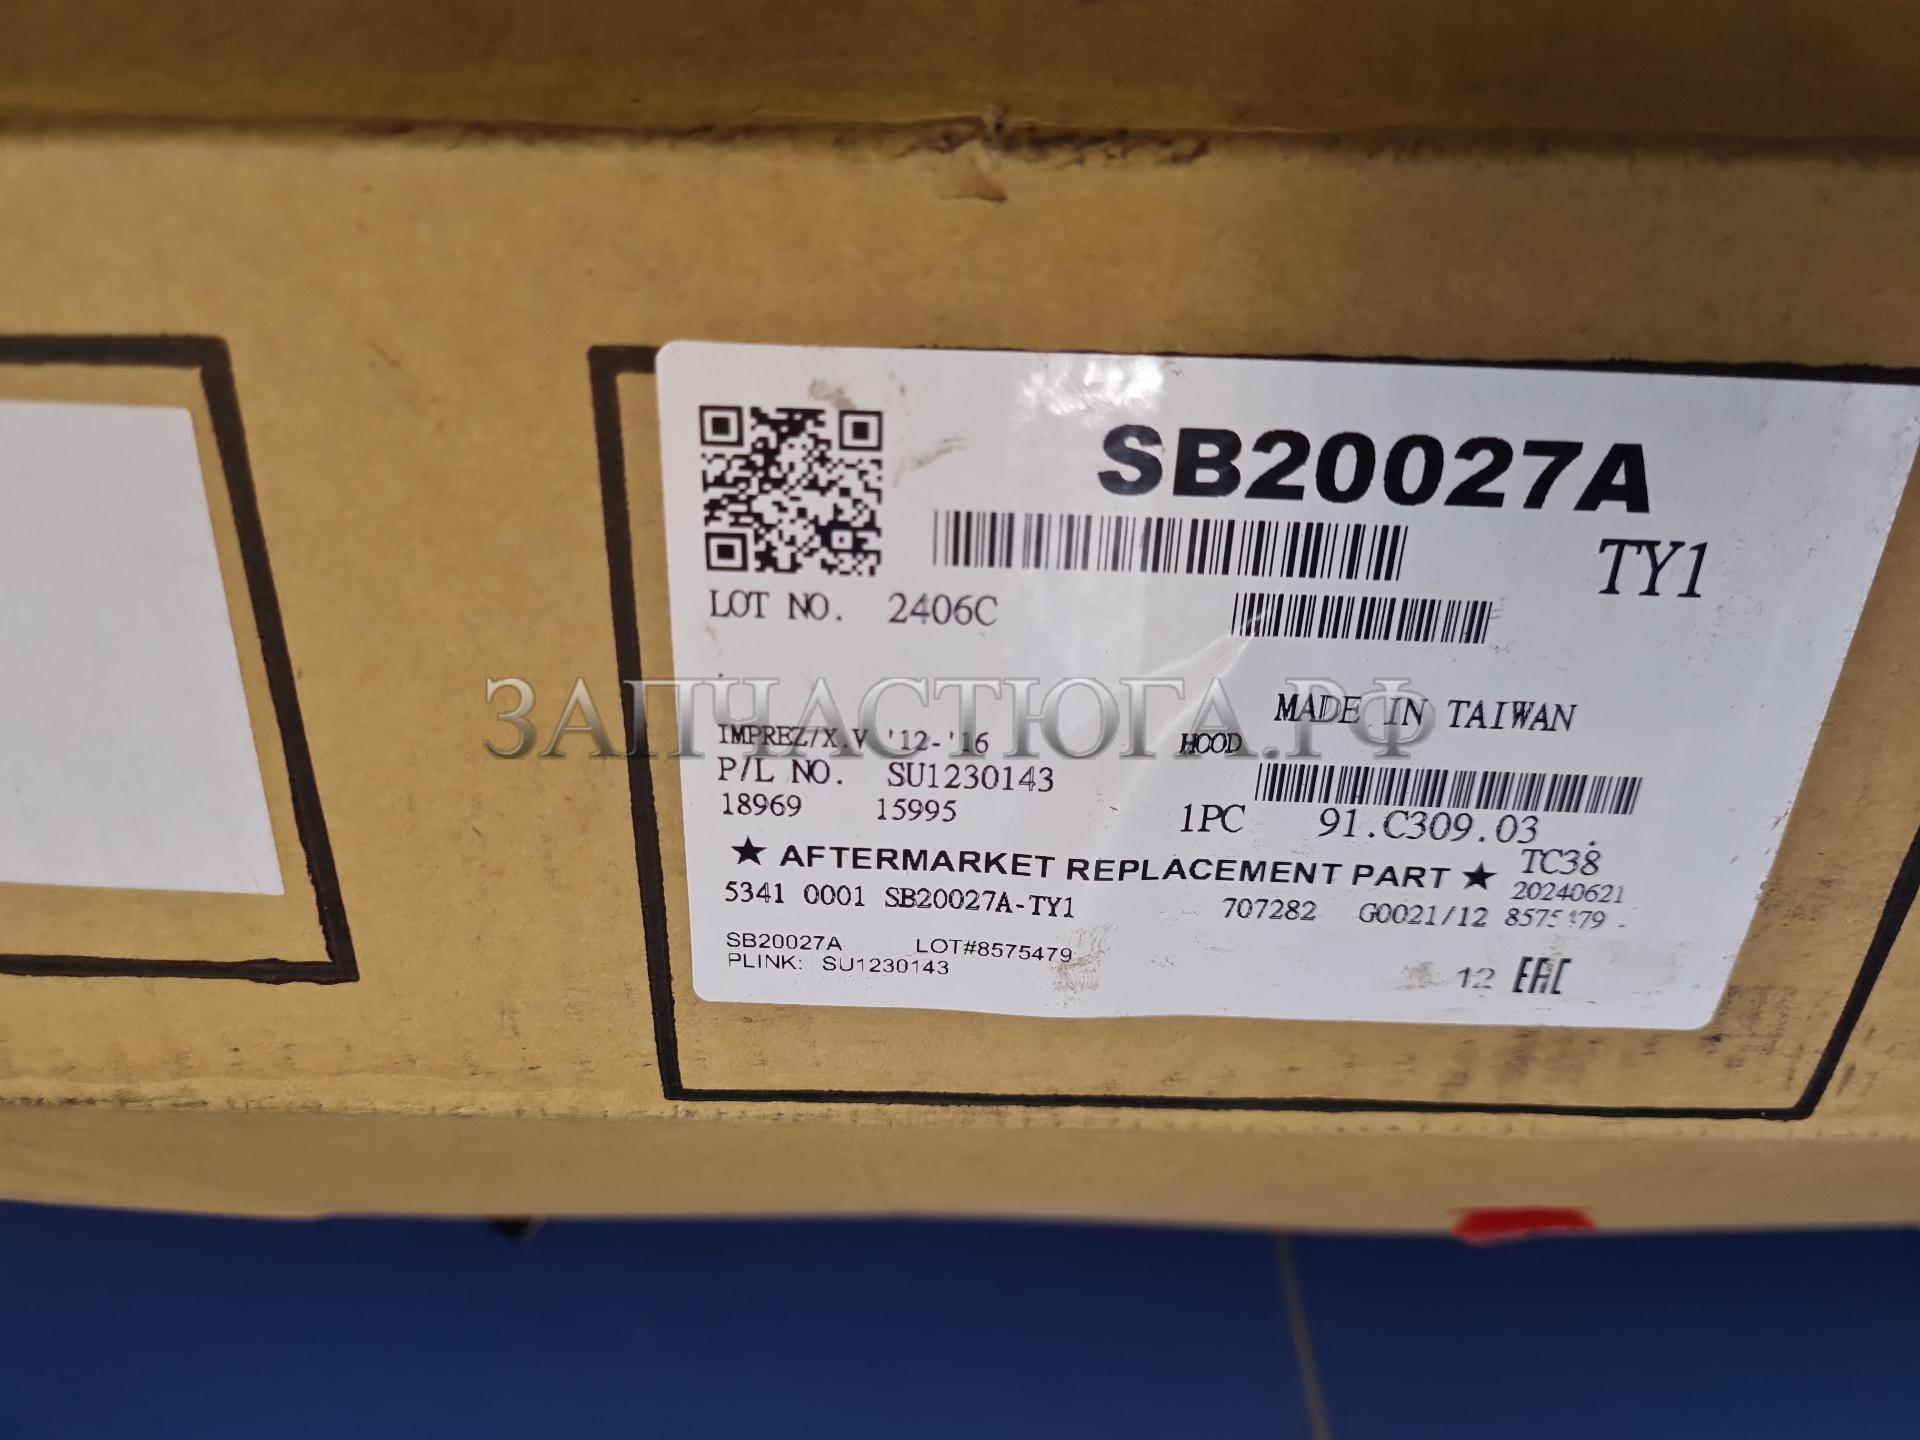 SB20027A
TY1
LOT NO. 2406C
MADE IN TAIWAN
ЗАПЧАСТЮГА.РФ
IMPREZ/X.V '12-'16 HOOD
P/L NO. SU1230143
18969 15995 1PC 91.C309.03
★ AFTERMARKET REPLACEMENT PART ★ TC38
20240621
5341 0001 SB20027A-TY1 707282 G0021/12 8575479
SB20027A LOT#8575479
PLINK: SU1230143
12 EAC